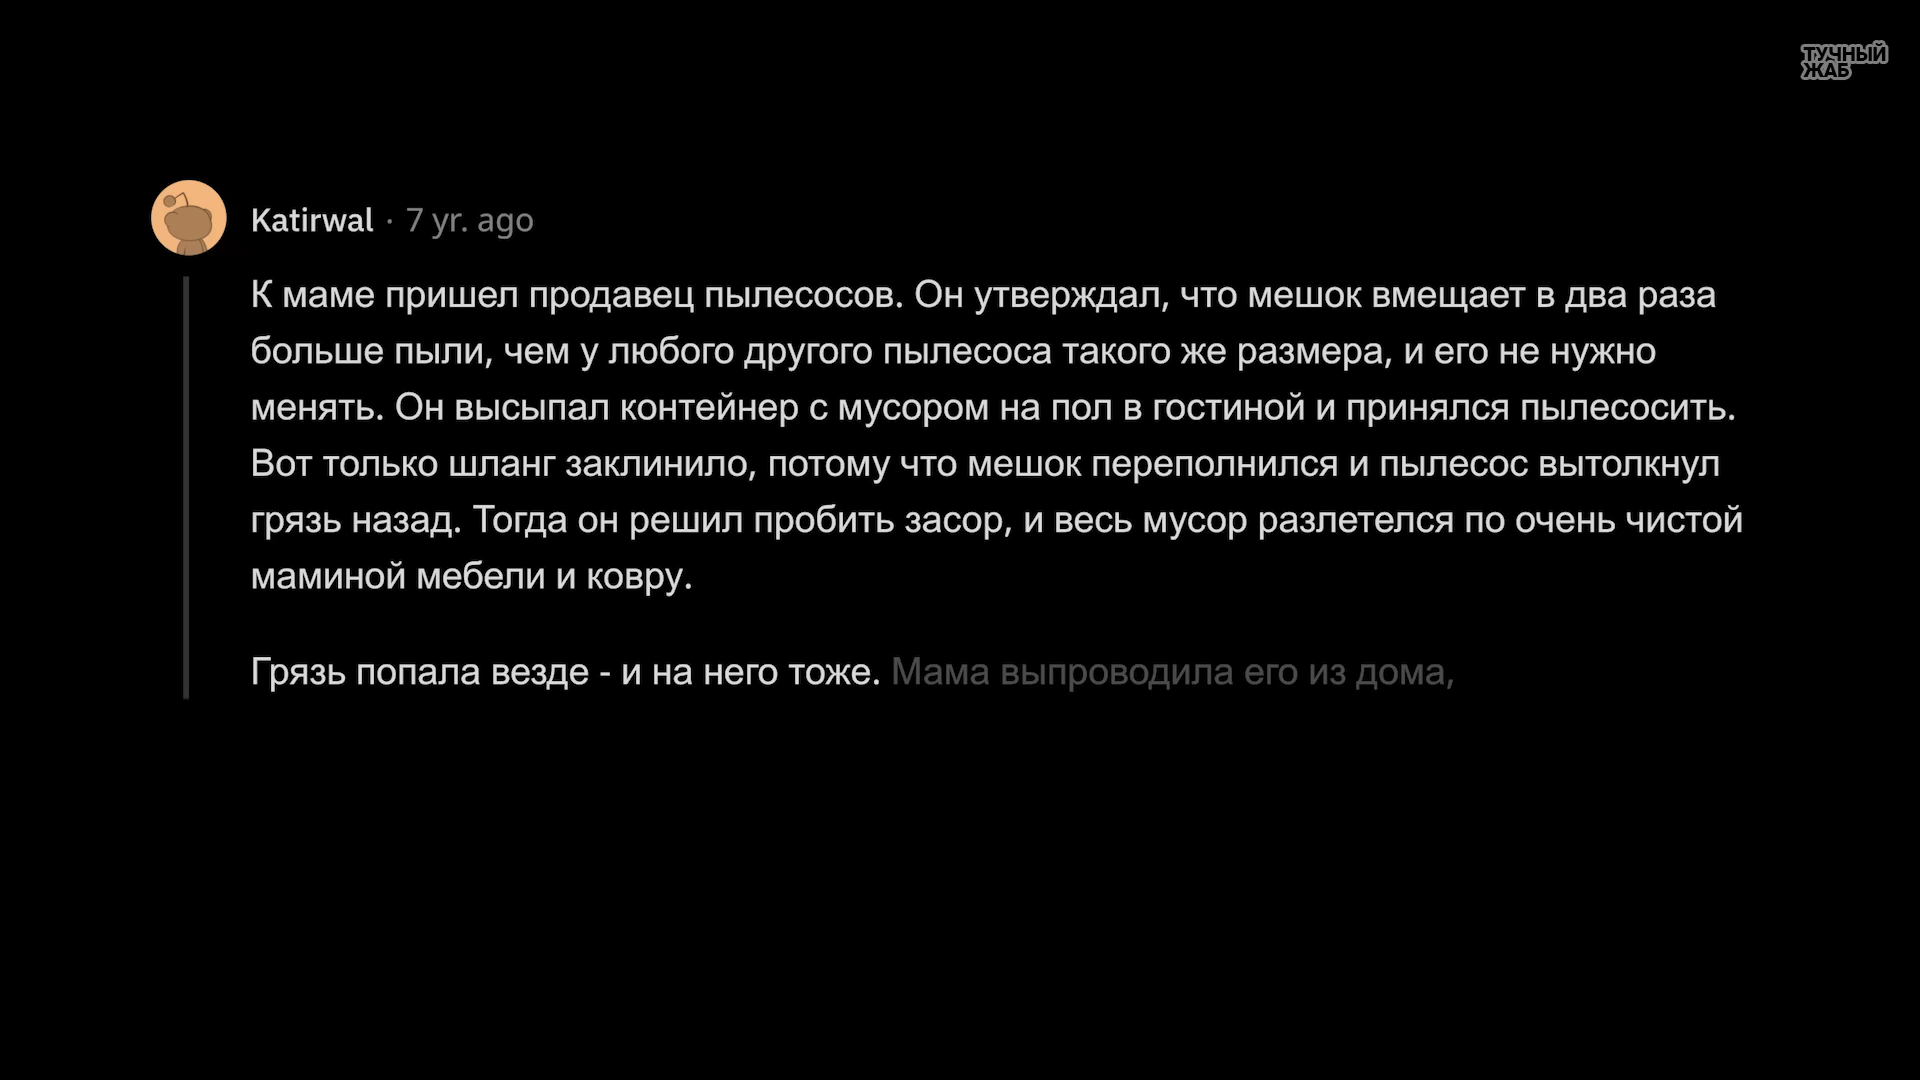 ТУЧНЫЙ
ЖАБ
Katirwal · 7 yr. ago
К маме пришел продавец пылесосов. Он утверждал, что мешок вмещает в два раза
больше пыли, чем у любого другого пылесоса такого же размера, и его не нужно
менять. Он высыпал контейнер с мусором на пол в гостиной и принялся пылесосить.
Вот только шланг заклинило, потому что мешок переполнился и пылесос вытолкнул
грязь назад. Тогда он решил пробить засор, и весь мусор разлетелся по очень чистой
маминой мебели и ковру.
Грязь попала везде - и на него тоже. Мама выпроводила его из дома,